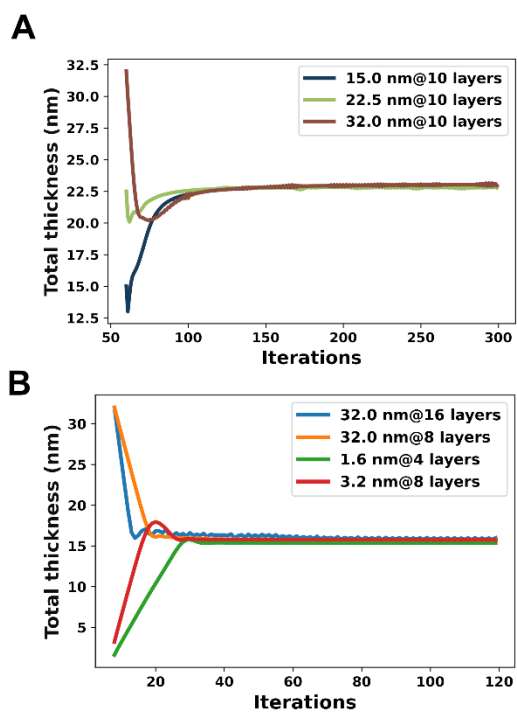 A
Total thickness (nm)
32.5
30.0
27.5
25.0
22.5
20.0
17.5
15.0
12.5
15.0 nm@10 layers
22.5 nm@10 layers
32.0 nm@10 layers
50 100 150 200 250 300
Iterations
B
Total thickness (nm)
30
25
20
15
10
5
32.0 nm@16 layers
32.0 nm@8 layers
1.6 nm@4 layers
3.2 nm@8 layers
20 40 60 80 100 120
Iterations